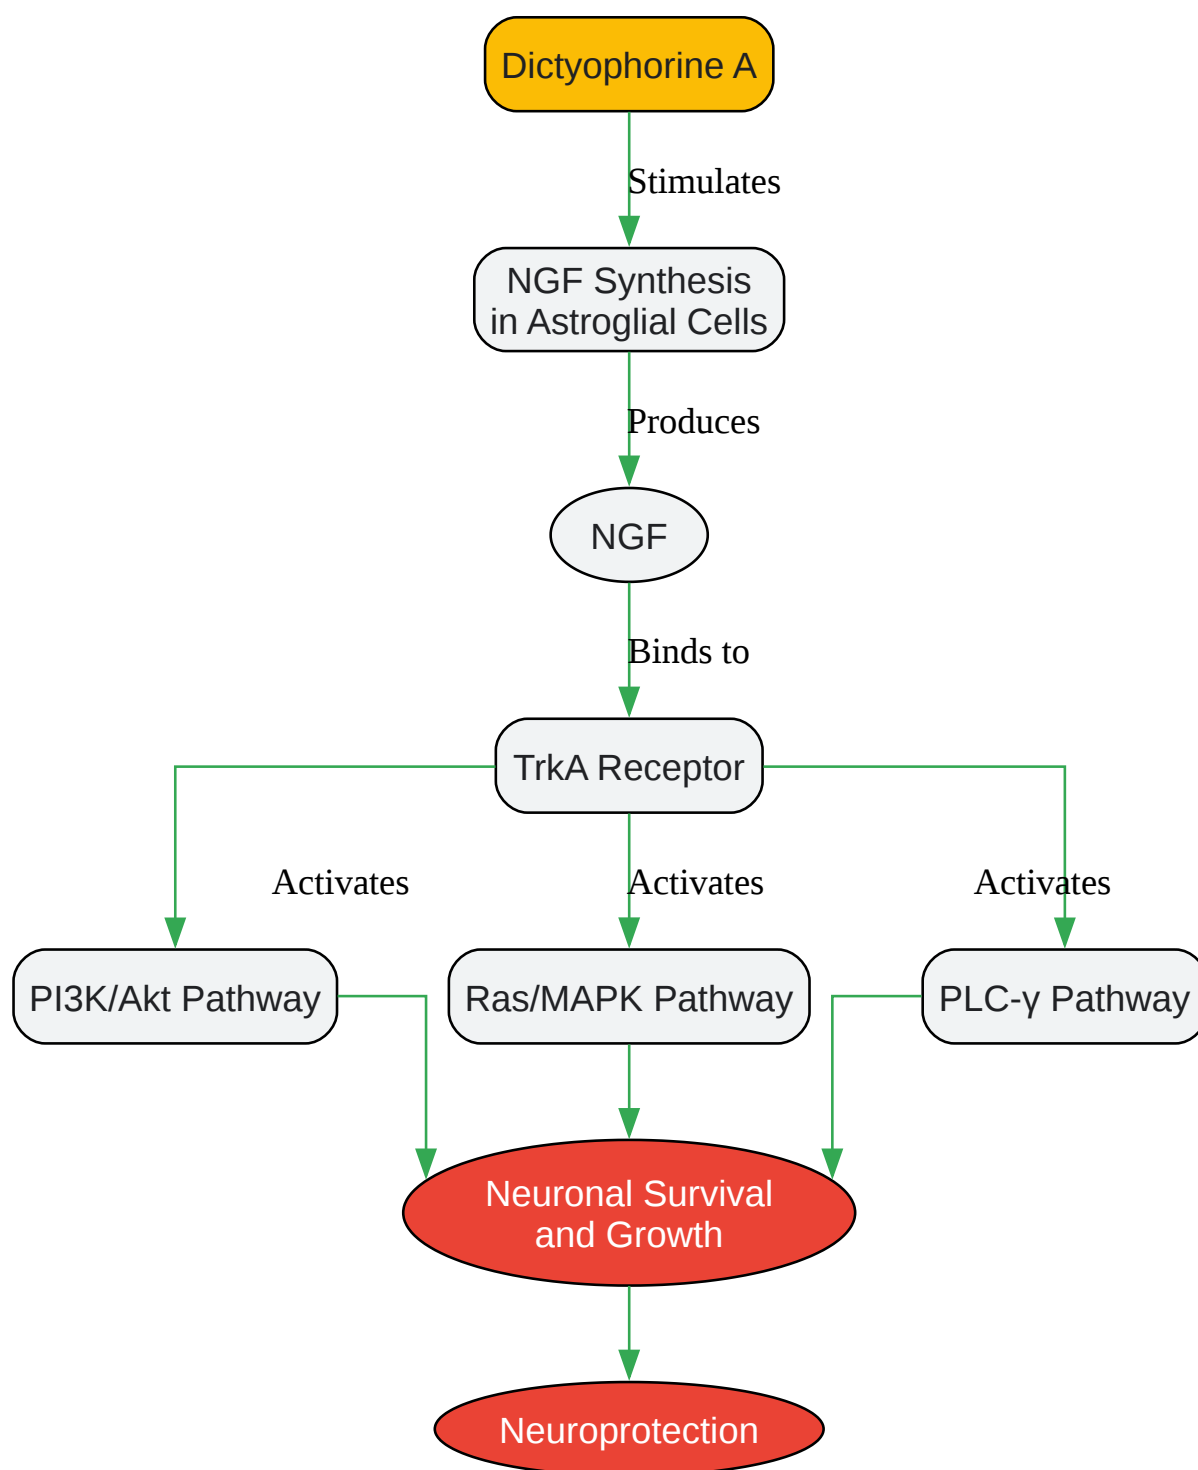 Dictyophorine A
Stimulates
NGF Synthesis
in Astroglial Cells
Produces
NGF
Binds to
TrkA Receptor
Activates
Activates
Activates
PI3K/Akt Pathway
Ras/MAPK Pathway
PLC-γ Pathway
Neuronal Survival
and Growth
Neuroprotection